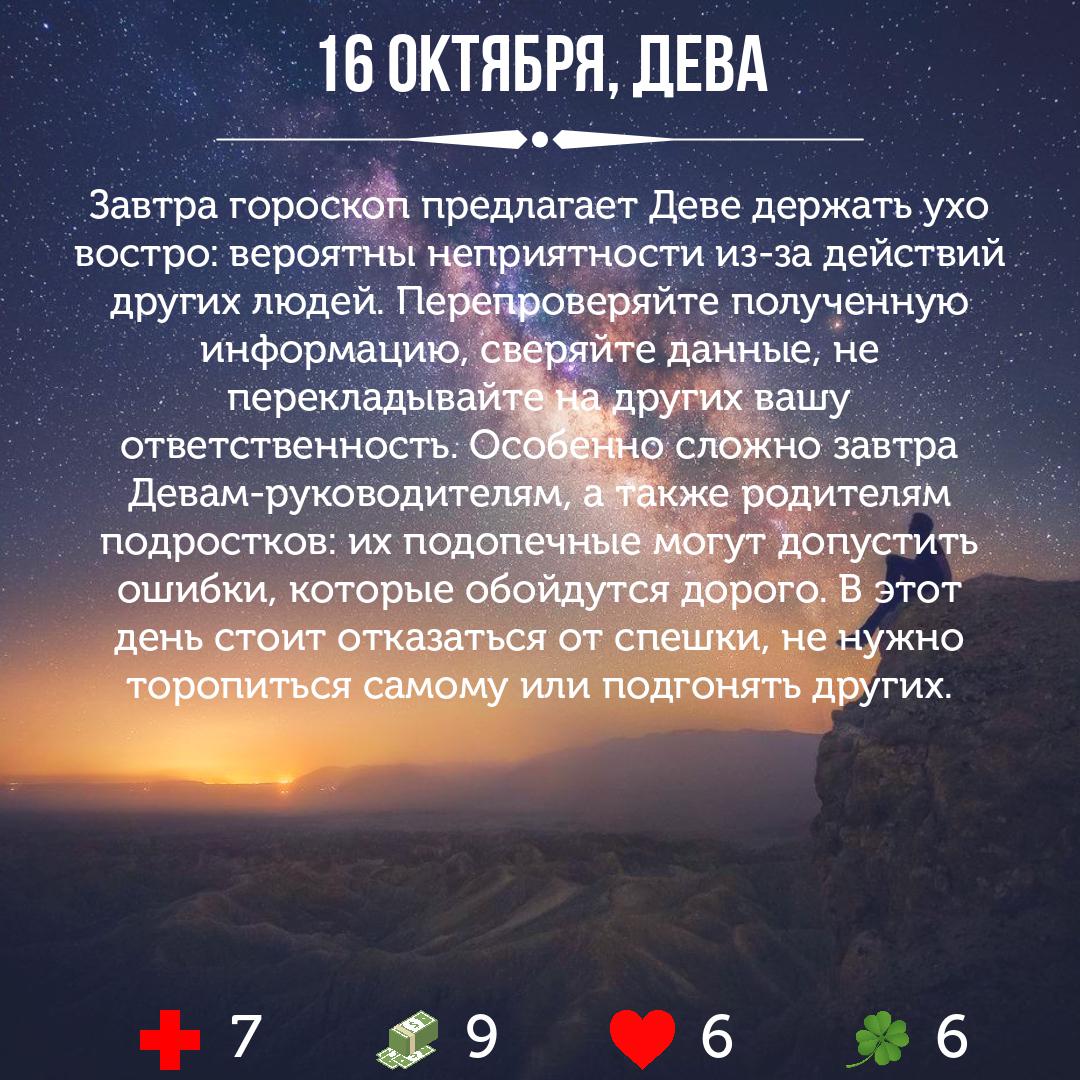 16 ОКТЯБРЯ, ДЕВА
Завтра гороскоп предлагает Деве держать ухо
востро: вероятны неприятности из-за действий
других людей. Перепроверяйте полученную
информацию, сверяйте данные, не
перекладывайте на других вашу
ответственность. Особенно сложно завтра
Девам-руководителям, а также родителям
подростков: их подопечные могут допустить
ошибки, которые обойдутся дорого. В этот
день стоит отказаться от спешки, не нужно
торопиться самому или подгонять других.
7 9 6 6